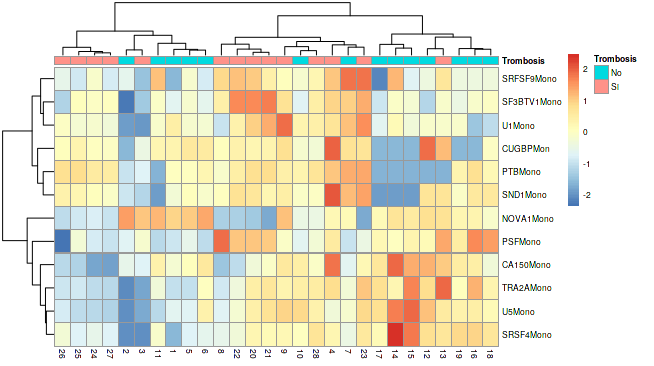 Trombosis
Trombosis
No
SI
2
1
0
-1
-2
SRFSF9Mono
SF3BTV1Mono
U1Mono
CUGBPMon
PTBMono
SND1Mono
NOVA1Mono
PSFMono
CA150Mono
TRA2AMono
U5Mono
SRSF4Mono
26 25 24 27 2 3 11 1 5 6 8 22 20 21 9 10 28 4 7 23 17 14 15 12 13 19 16 18